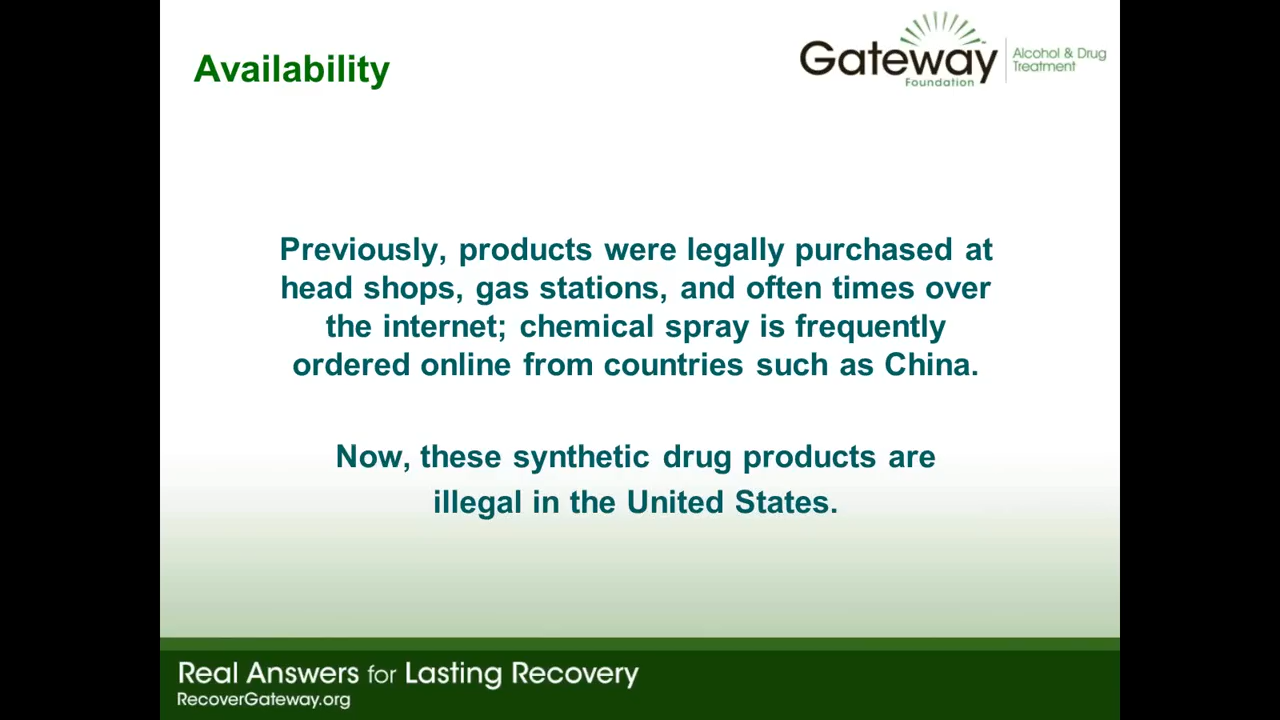 Availability
Gateway
Foundation
Alcohol & Drug
Treatment
Previously, products were legally purchased at
head shops, gas stations, and often times over
the internet; chemical spray is frequently
ordered online from countries such as China.
Now, these synthetic drug products are
illegal in the United States.
Real Answers for Lasting Recovery
RecoverGateway.org